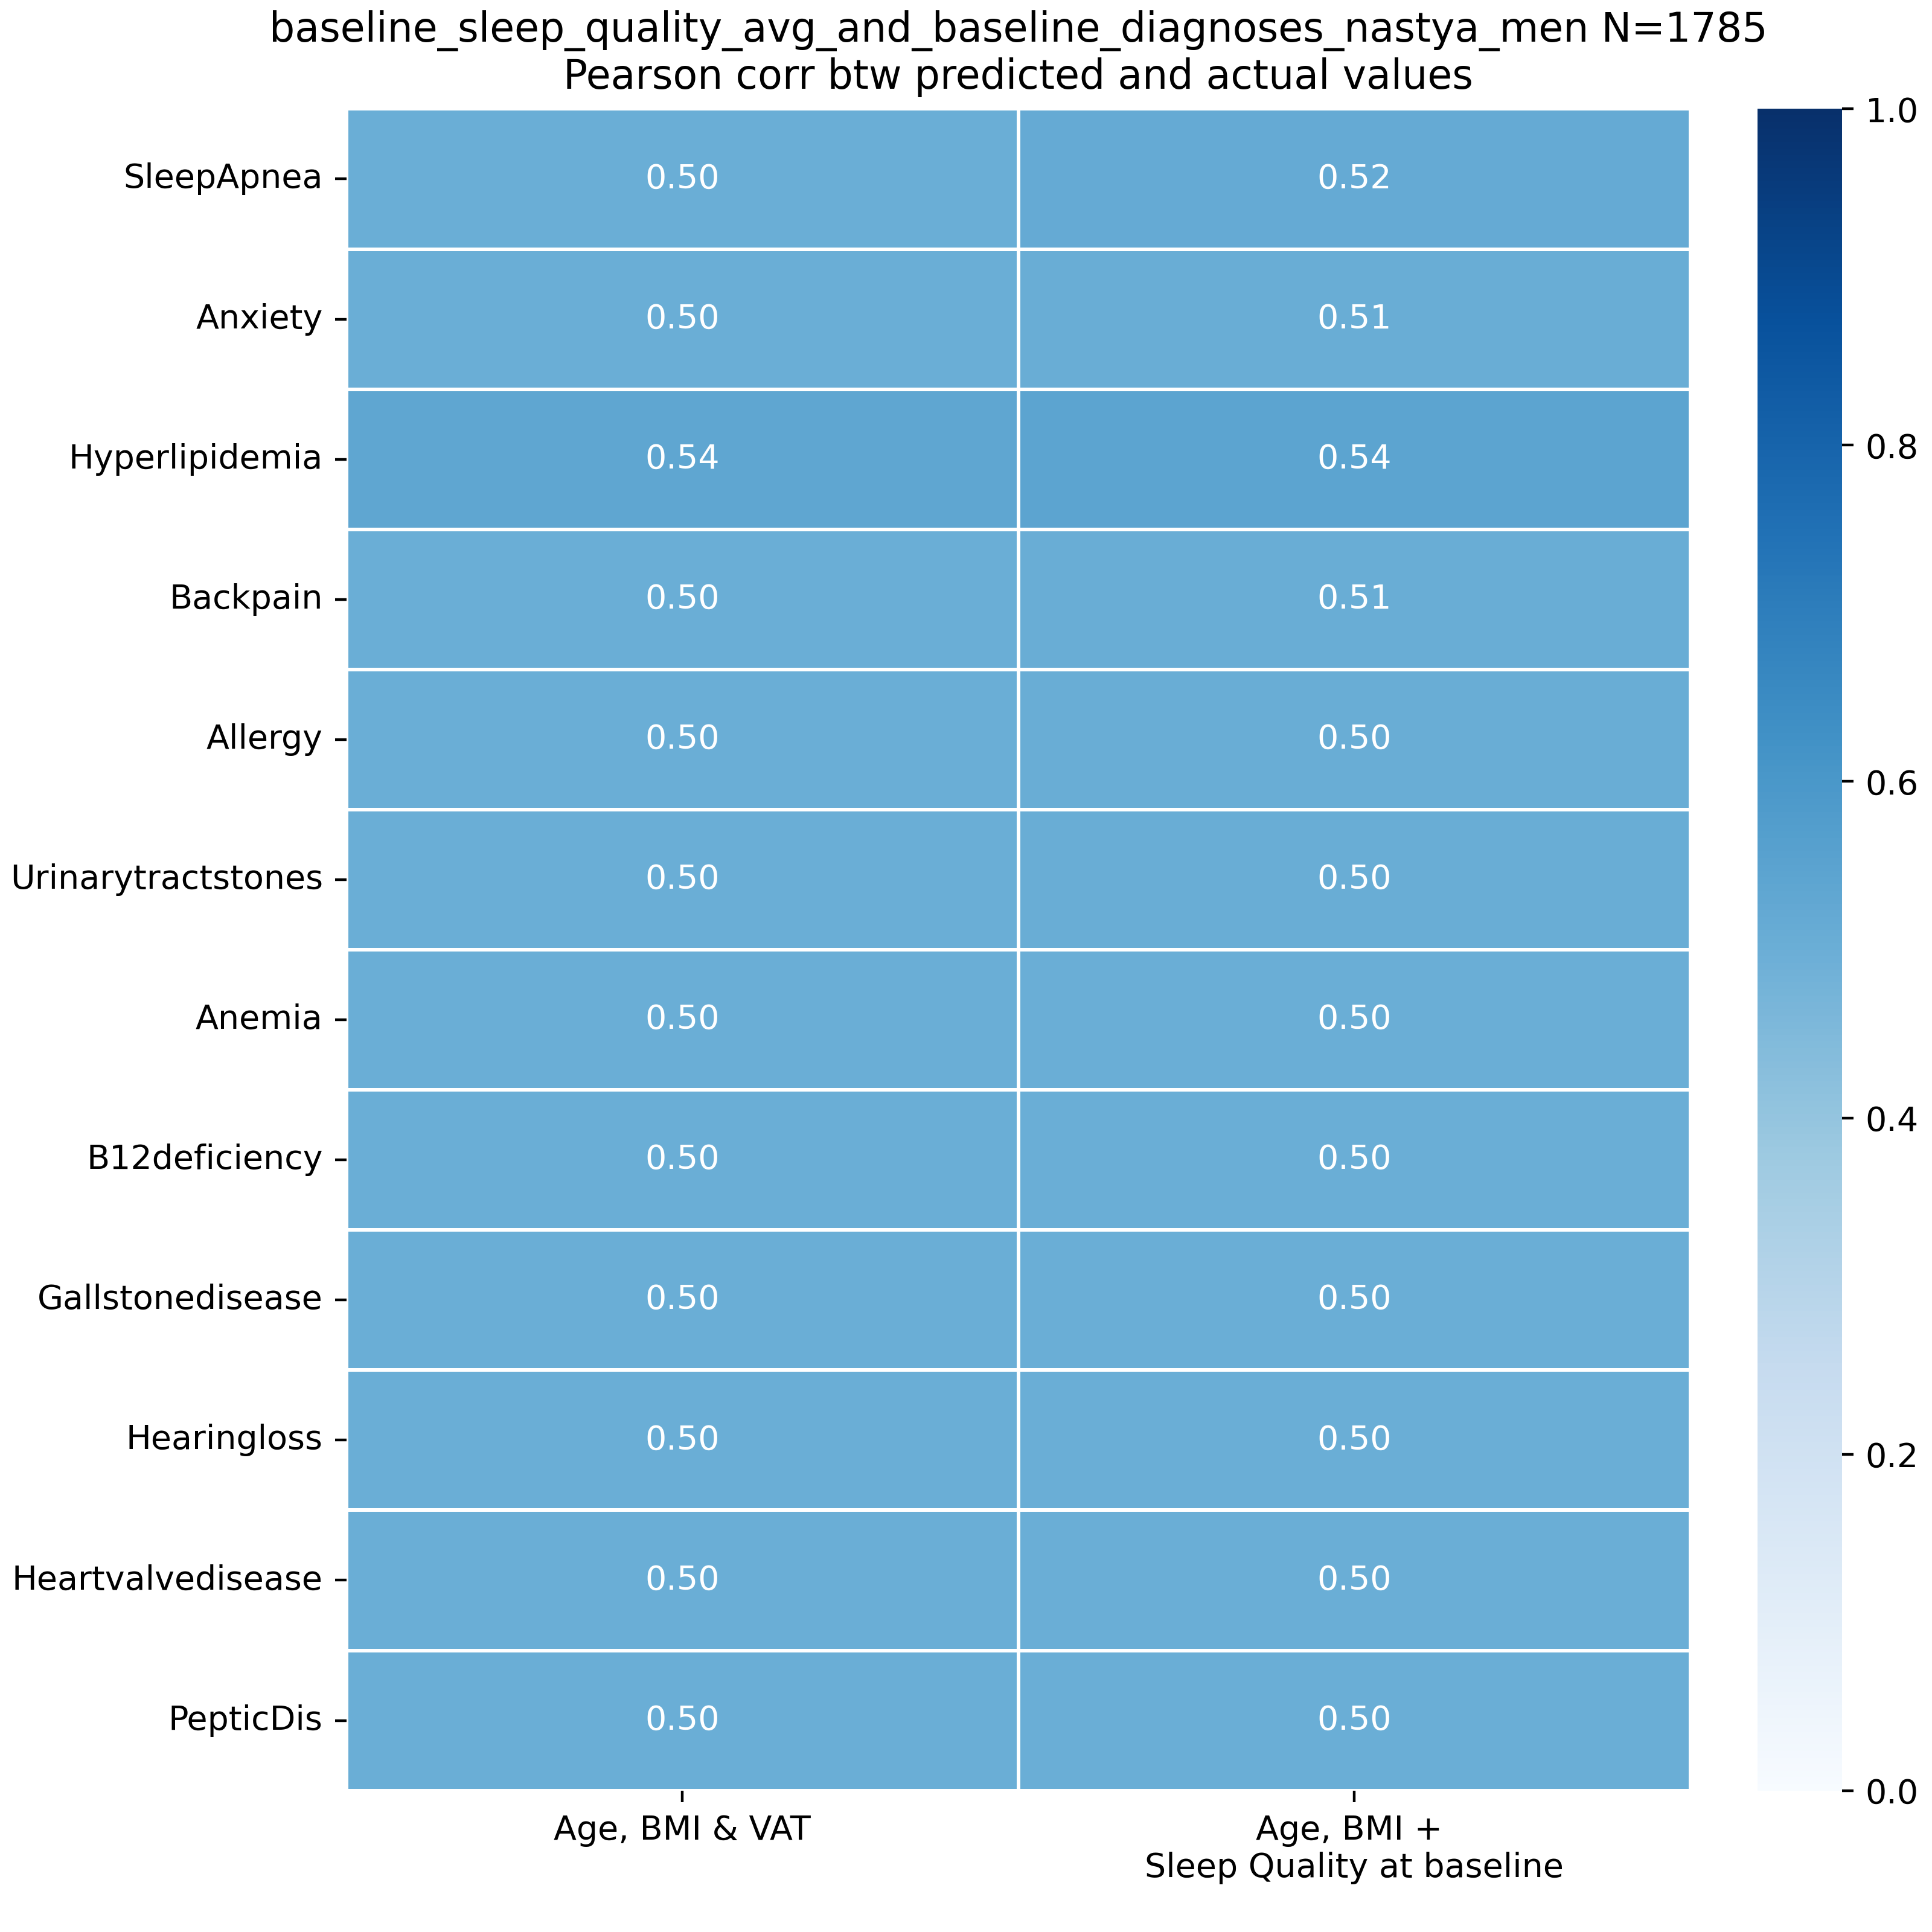 baseline_sleep_quality_avg_and_baseline_diagnoses_nastya_men N=1785
Pearson corr btw predicted and actual values
SleepApnea 0.50 0.52
Anxiety 0.50 0.51
Hyperlipidemia 0.54 0.54
Backpain 0.50 0.51
Allergy 0.50 0.50
Urinarytractstones 0.50 0.50
Anemia 0.50 0.50
B12deficiency 0.50 0.50
Gallstonedisease 0.50 0.50
Hearingloss 0.50 0.50
Heartvalvedisease 0.50 0.50
PepticDis 0.50 0.50
Age, BMI & VAT
Age, BMI +
Sleep Quality at baseline
1.0
0.8
0.6
0.4
0.2
0.0